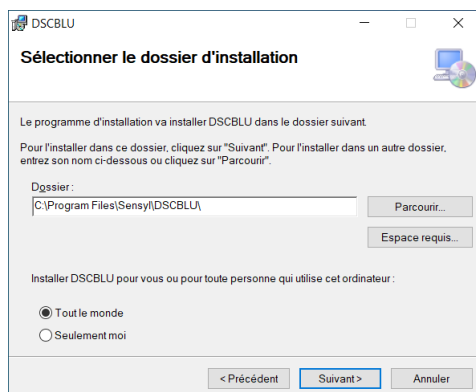 DSCBLU
Sélectionner le dossier d'installation
Le programme d'installation va installer DSCBLU dans le dossier suivant.
Pour l'installer dans ce dossier, cliquez sur "Suivant". Pour l'installer dans un autre dossier,
entrez son nom ci-dessous ou cliquez sur "Parcourir".
Dossier :
C:\Program Files\Sensyl\DSCBLU\
Parcourir...
Espace requis...
Installer DSCBLU pour vous ou pour toute personne qui utilise cet ordinateur :
Tout le monde
Seulement moi
< Précédent
Suivant >
Annuler